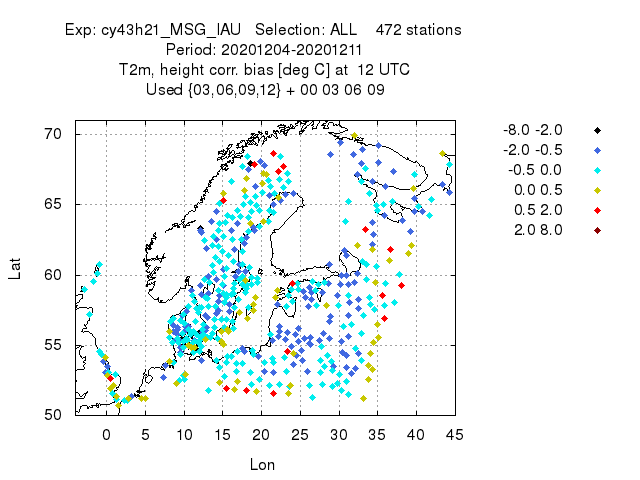 Exp: cy43h21_MSG_IAU   Selection: ALL    472 stations
Period: 20201204-20201211
T2m, height corr. bias [deg C] at  12 UTC
Used {03,06,09,12} + 00 03 06 09
-8.0 -2.0
-2.0 -0.5
-0.5 0.0
0.0 0.5
0.5 2.0
2.0 8.0
70
65
60
55
50
Lat
0 5 10 15 20 25 30 35 40 45
Lon